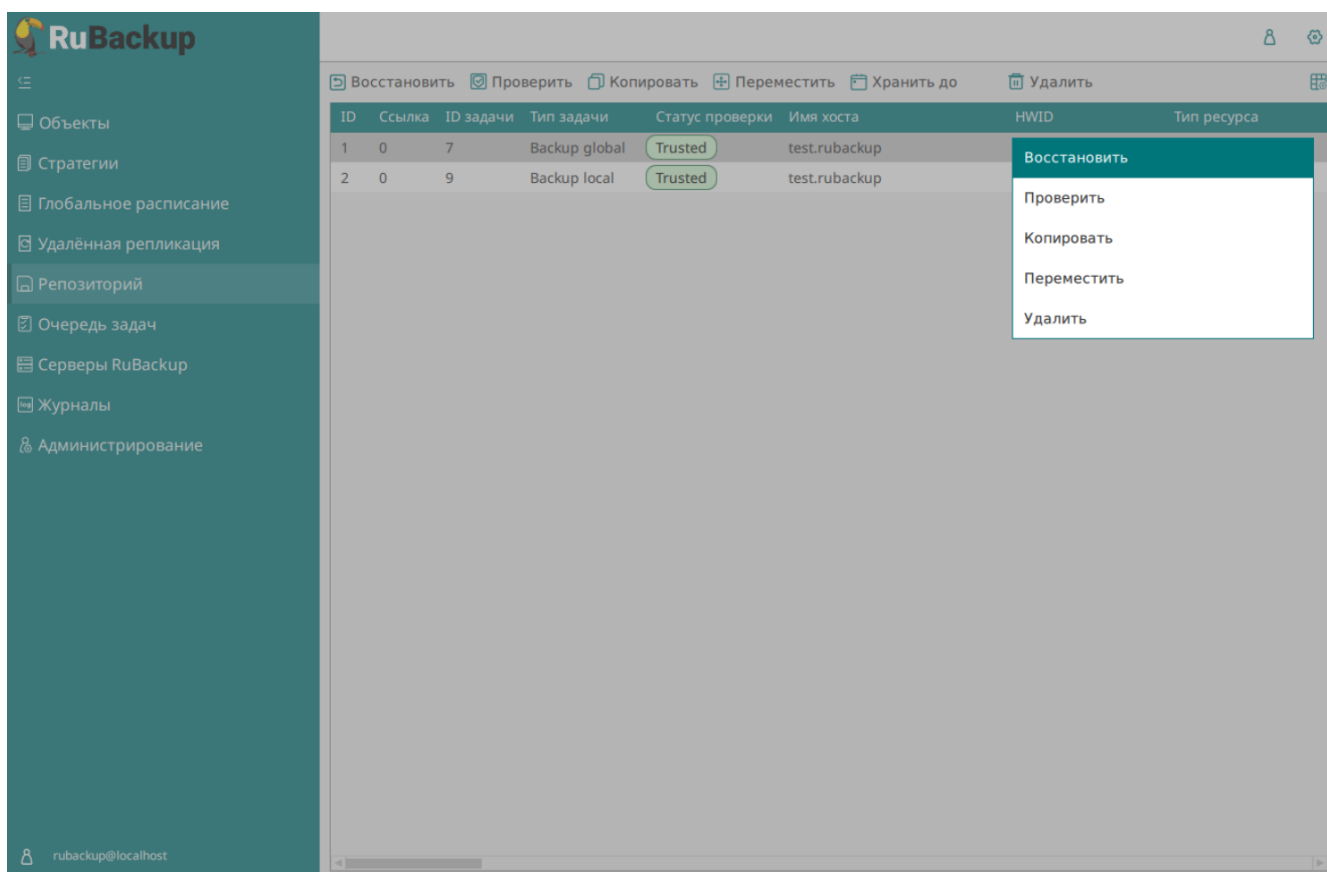 RuBackup
Восстановить Проверить Копировать Переместить Хранить до Удалить
Объекты
Стратегии
Глобальное расписание
Удалённая репликация
Репозиторий
Очередь задач
Серверы RuBackup
Журналы
Администрирование
rubackup@localhost
ID Ссылка ID задачи Тип задачи Статус проверки Имя хоста HWID Тип ресурса
1 0 7 Backup global Trusted test.rubackup
2 0 9 Backup local Trusted test.rubackup
Восстановить
Проверить
Копировать
Переместить
Удалить